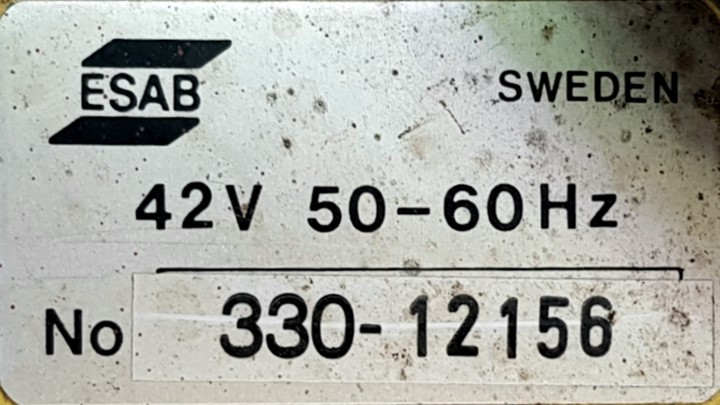 ESAB SWEDEN
42V 50-60Hz
No 330-12156